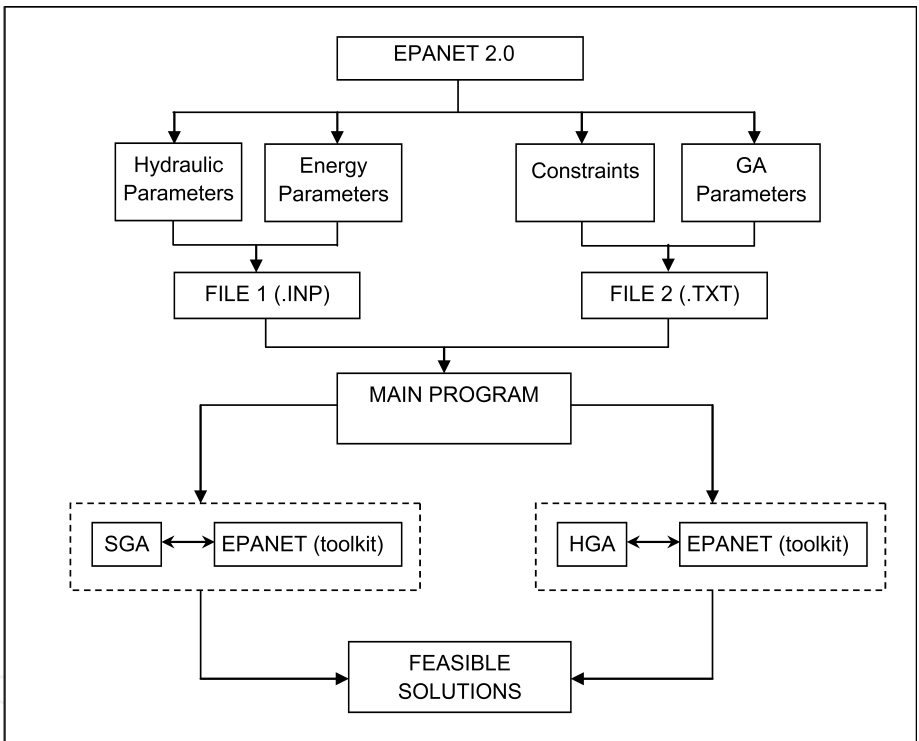 EPANET 2.0
Hydraulic
Parameters
Energy
Parameters
Constraints
GA
Parameters
FILE 1 (.INP)
FILE 2 (.TXT)
MAIN PROGRAM
SGA
EPANET (toolkit)
HGA
EPANET (toolkit)
FEASIBLE
SOLUTIONS